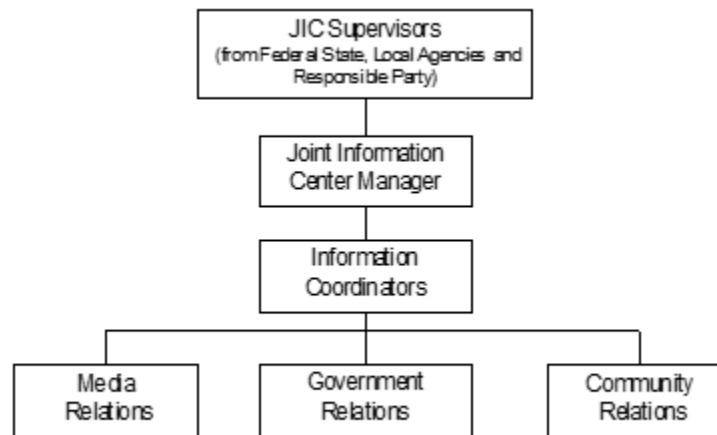 JIC Supervisors
(from Federal State, Local Agencies and
Responsible Party)
Joint Information
Center Manager
Information
Coordinators
Media
Relations
Government
Relations
Community
Relations